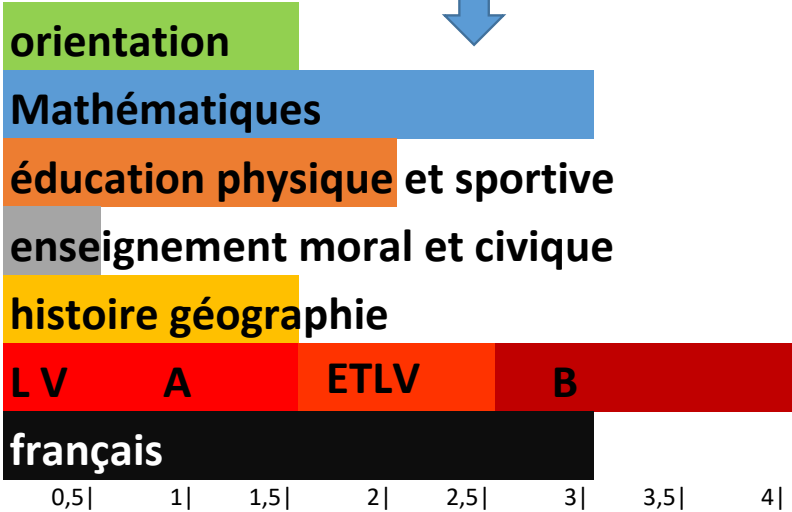 orientation
Mathématiques
éducation physique et sportive
enseignement moral et civique
histoire géographie
L V A ETLV B
français
0,5| 1| 1,5| 2| 2,5| 3| 3,5| 4|